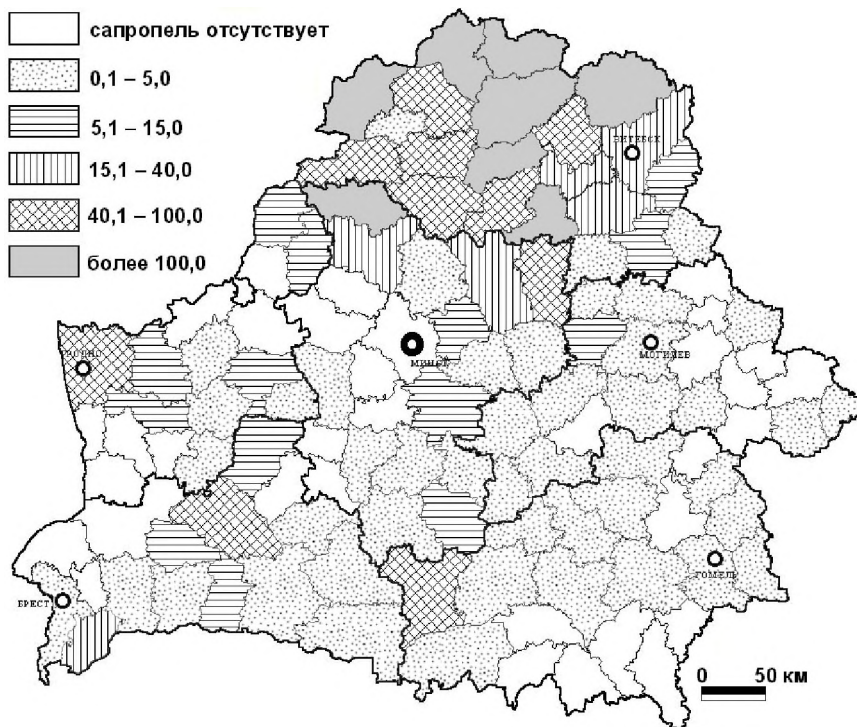 сапропель отсутствует
0,1 – 5,0
5,1 – 15,0
15,1 – 40,0
40,1 – 100,0
более 100,0
ВИТЕБСК
МИНСК
МОГИЛЕВ
ГОМЕЛЬ
БРЕСТ
0 50 км